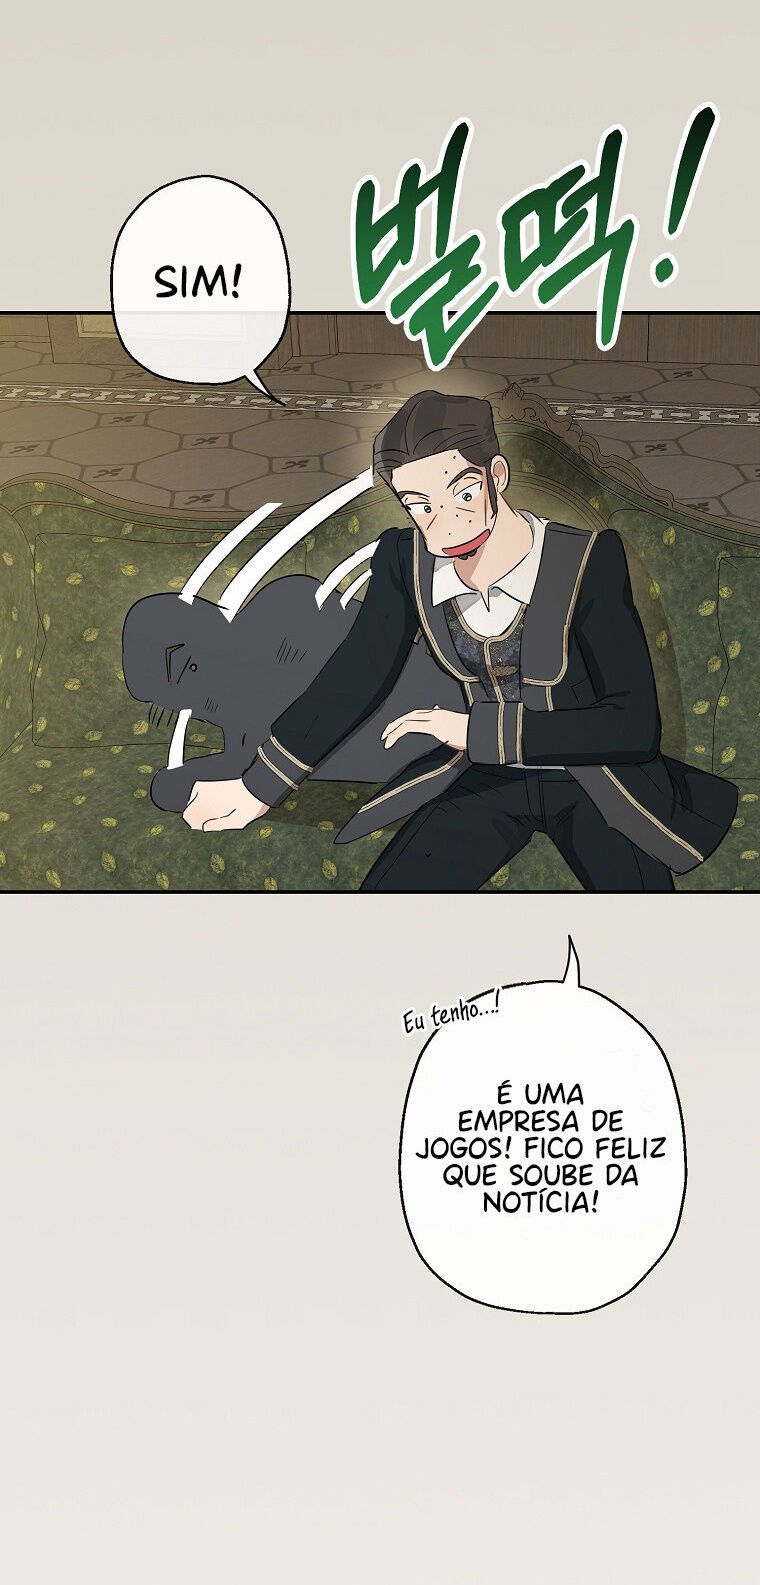 벌떡!
SIM!
Eu tenho...!
É UMA
EMPRESA DE
JOGOS! FICO FELIZ
QUE SOUBE DA
NOTÍCIA!